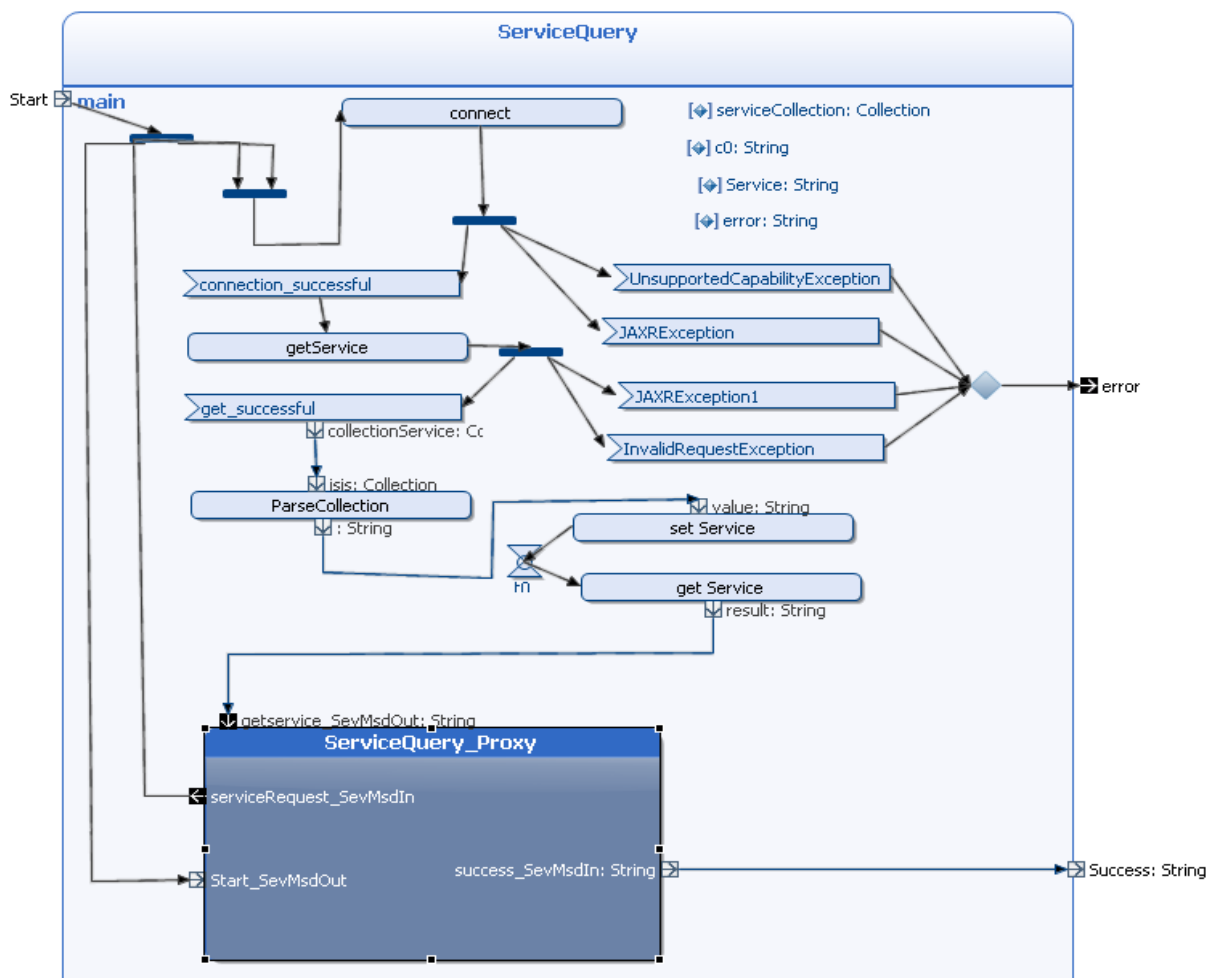 ServiceQuery
Start
main
connect
serviceCollection: Collection
c0: String
Service: String
error: String
connection_successful
UnsupportedCapabilityException
JAXRException
getService
error
JAXRException1
get_successful
collectionService: Cc
InvalidRequestException
isis: Collection
ParseCollection
value: String
: String
set Service
get Service
result: String
getservice_SevMsdOut: String
ServiceQuery_Proxy
serviceRequest_SevMsdIn
success_SevMsdIn: String
Success: String
Start_SevMsdOut